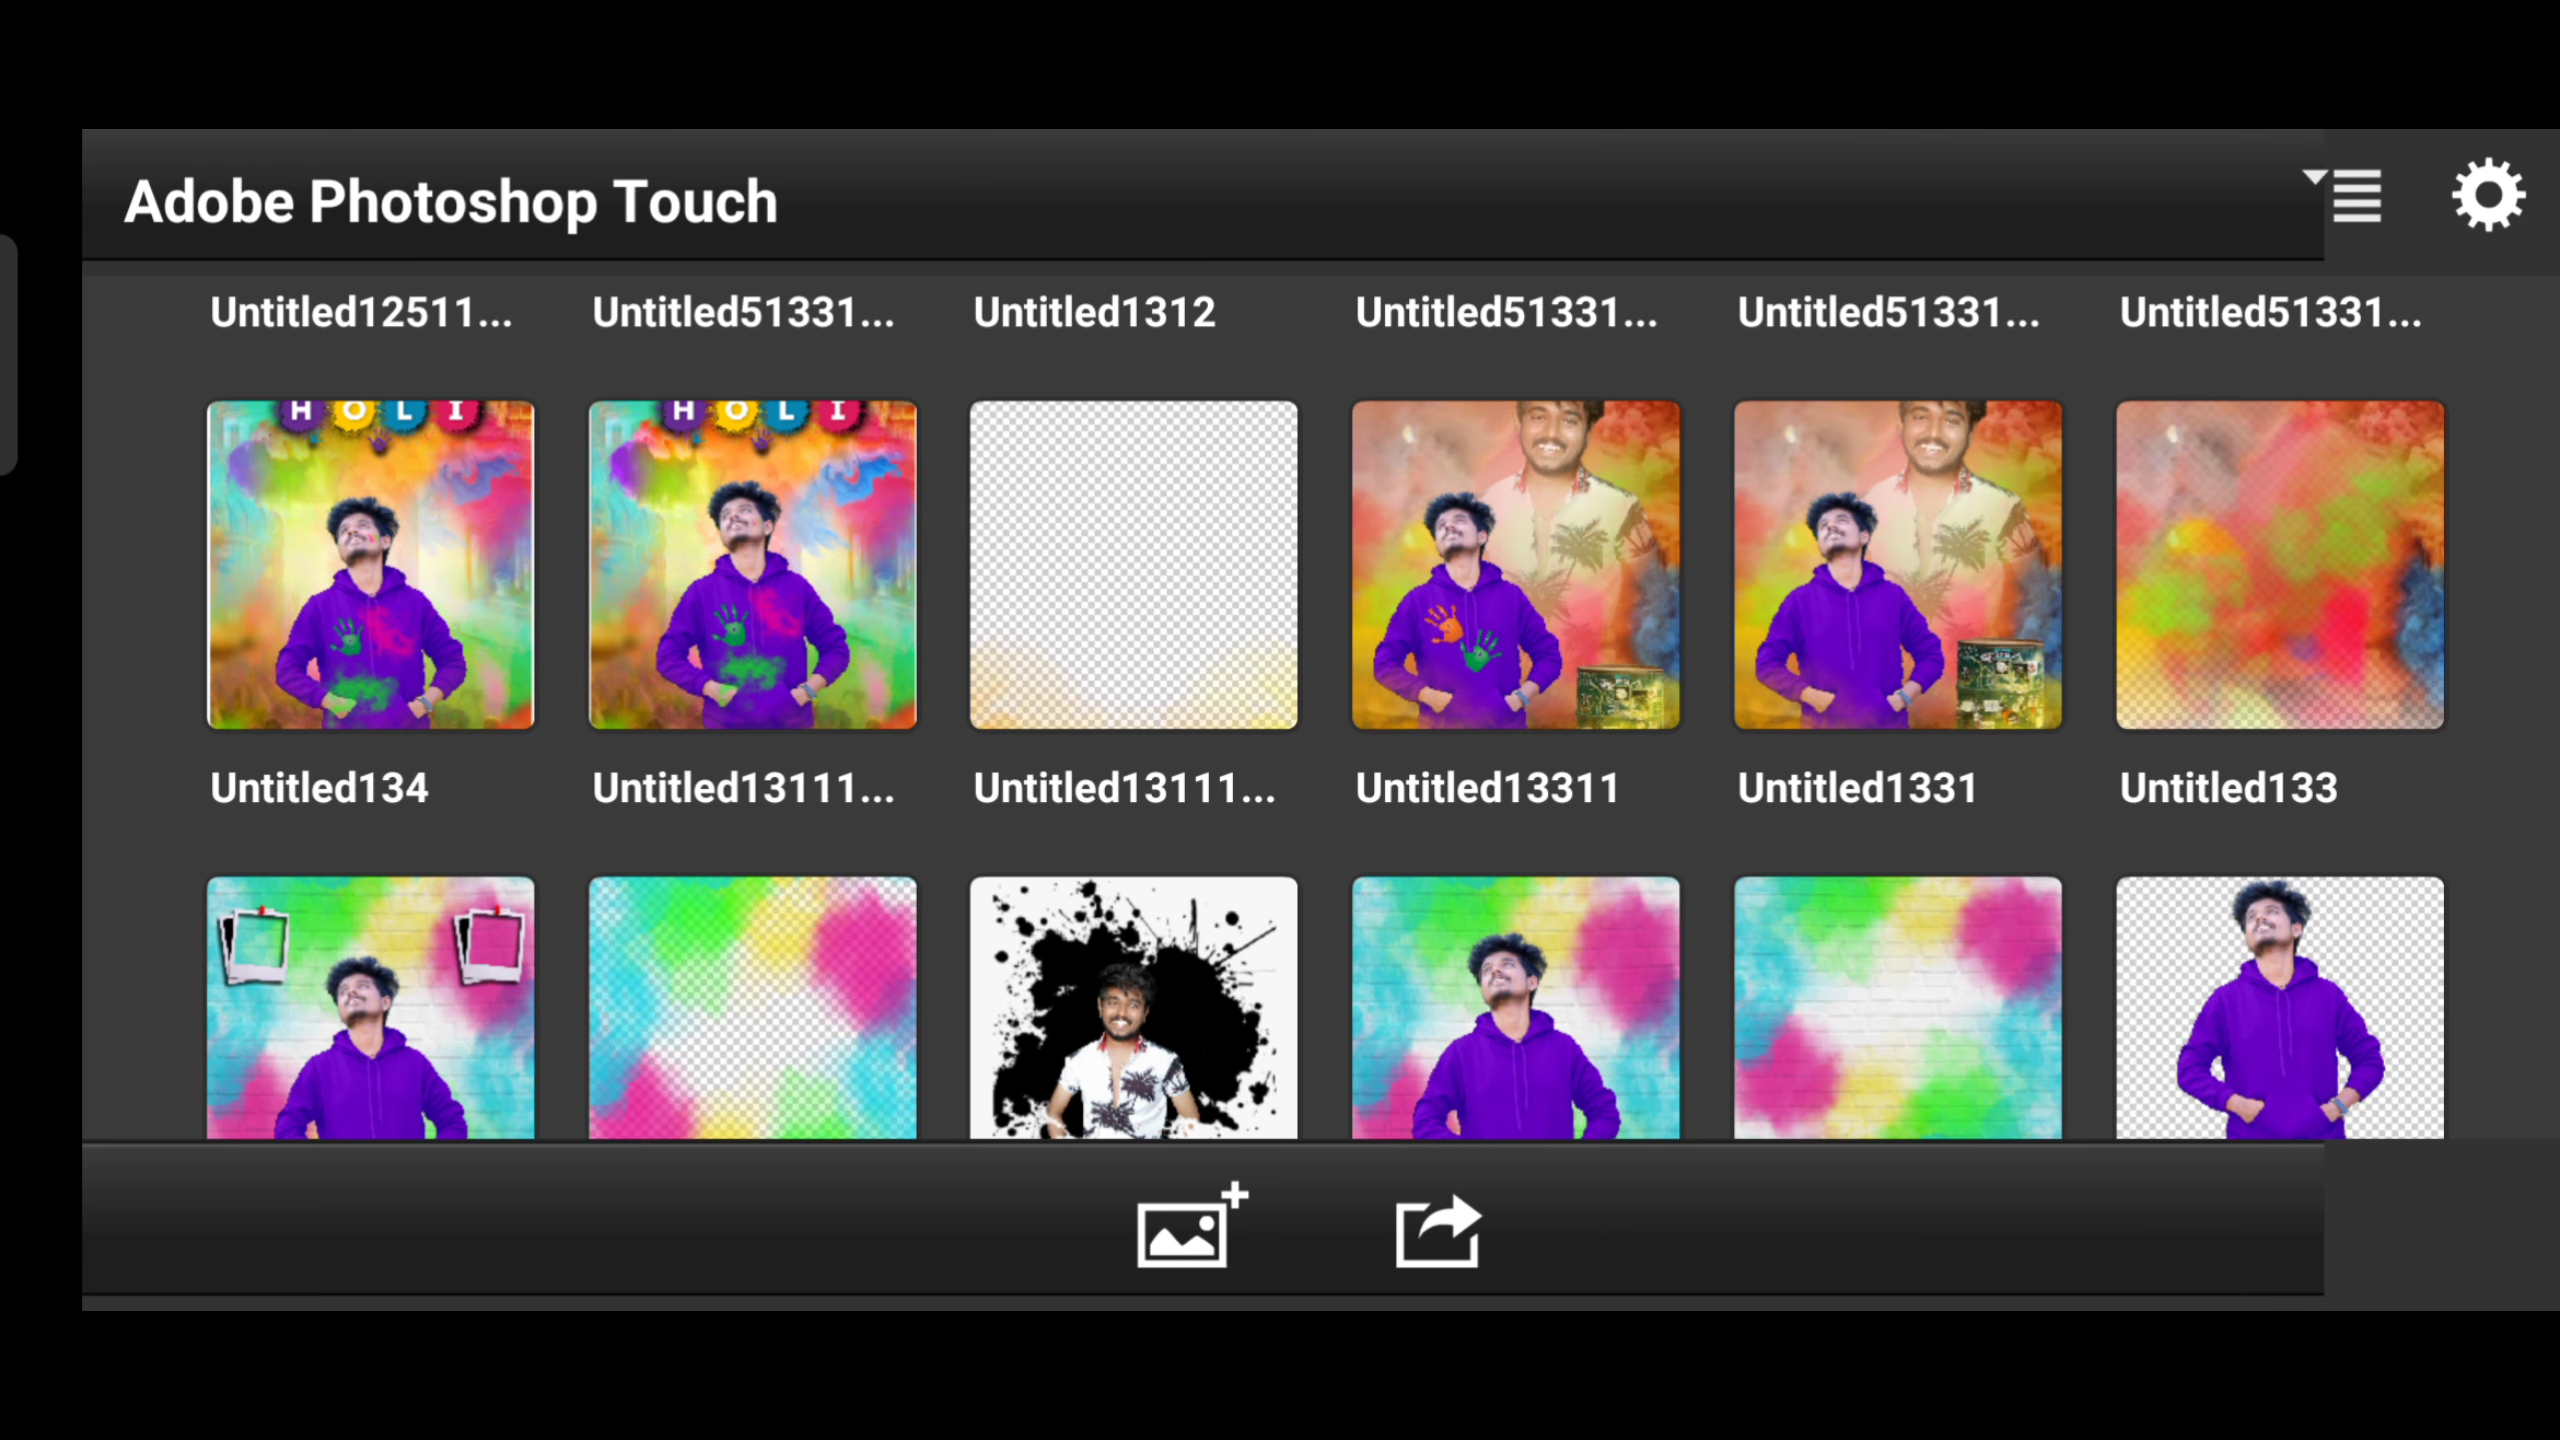 Adobe Photoshop Touch
Untitled12511... Untitled51331... Untitled1312 Untitled51331... Untitled51331... Untitled51331...
HOLI HOLI
Untitled134 Untitled13111... Untitled13111... Untitled13311 Untitled1331 Untitled133